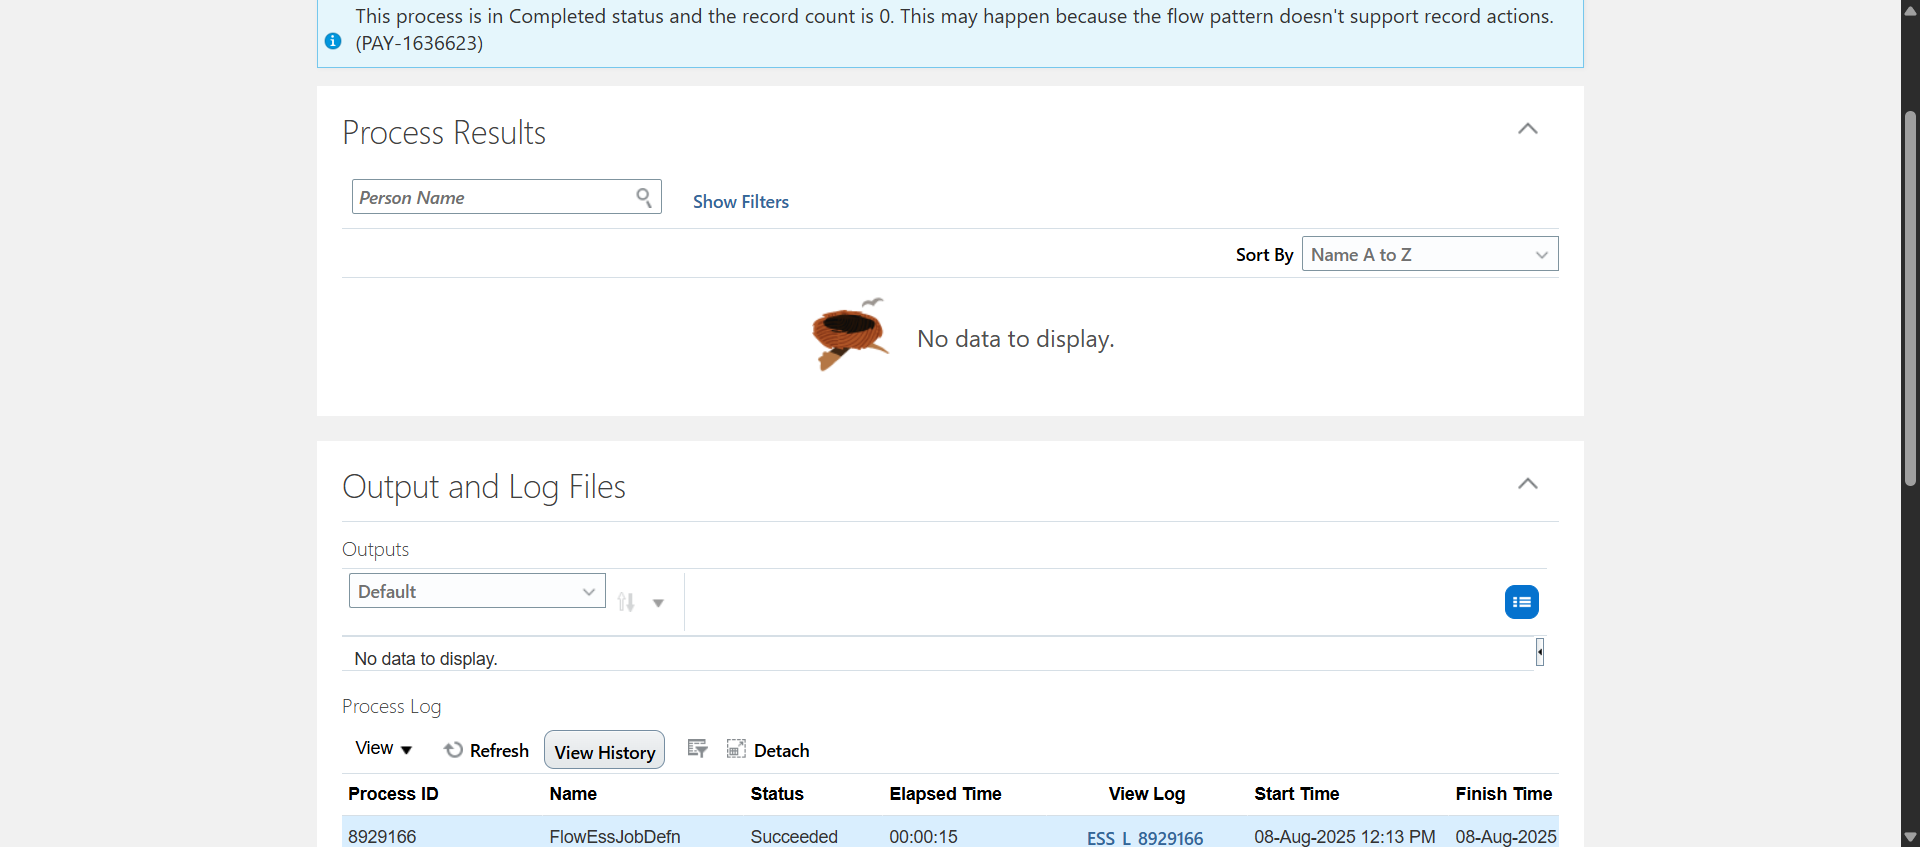 This process is in Completed status and the record count is 0. This may happen because the flow pattern doesn't support record actions.
(PAY-1636623)
Process Results
Person Name
Show Filters
Sort By Name A to Z
No data to display.
Output and Log Files
Outputs
Default
No data to display.
Process Log
View Refresh View History Detach
Process ID Name Status Elapsed Time View Log Start Time Finish Time
8929166 FlowEssJobDefn Succeeded 00:00:15 ESS_L_8929166 08-Aug-2025 12:13 PM 08-Aug-2025